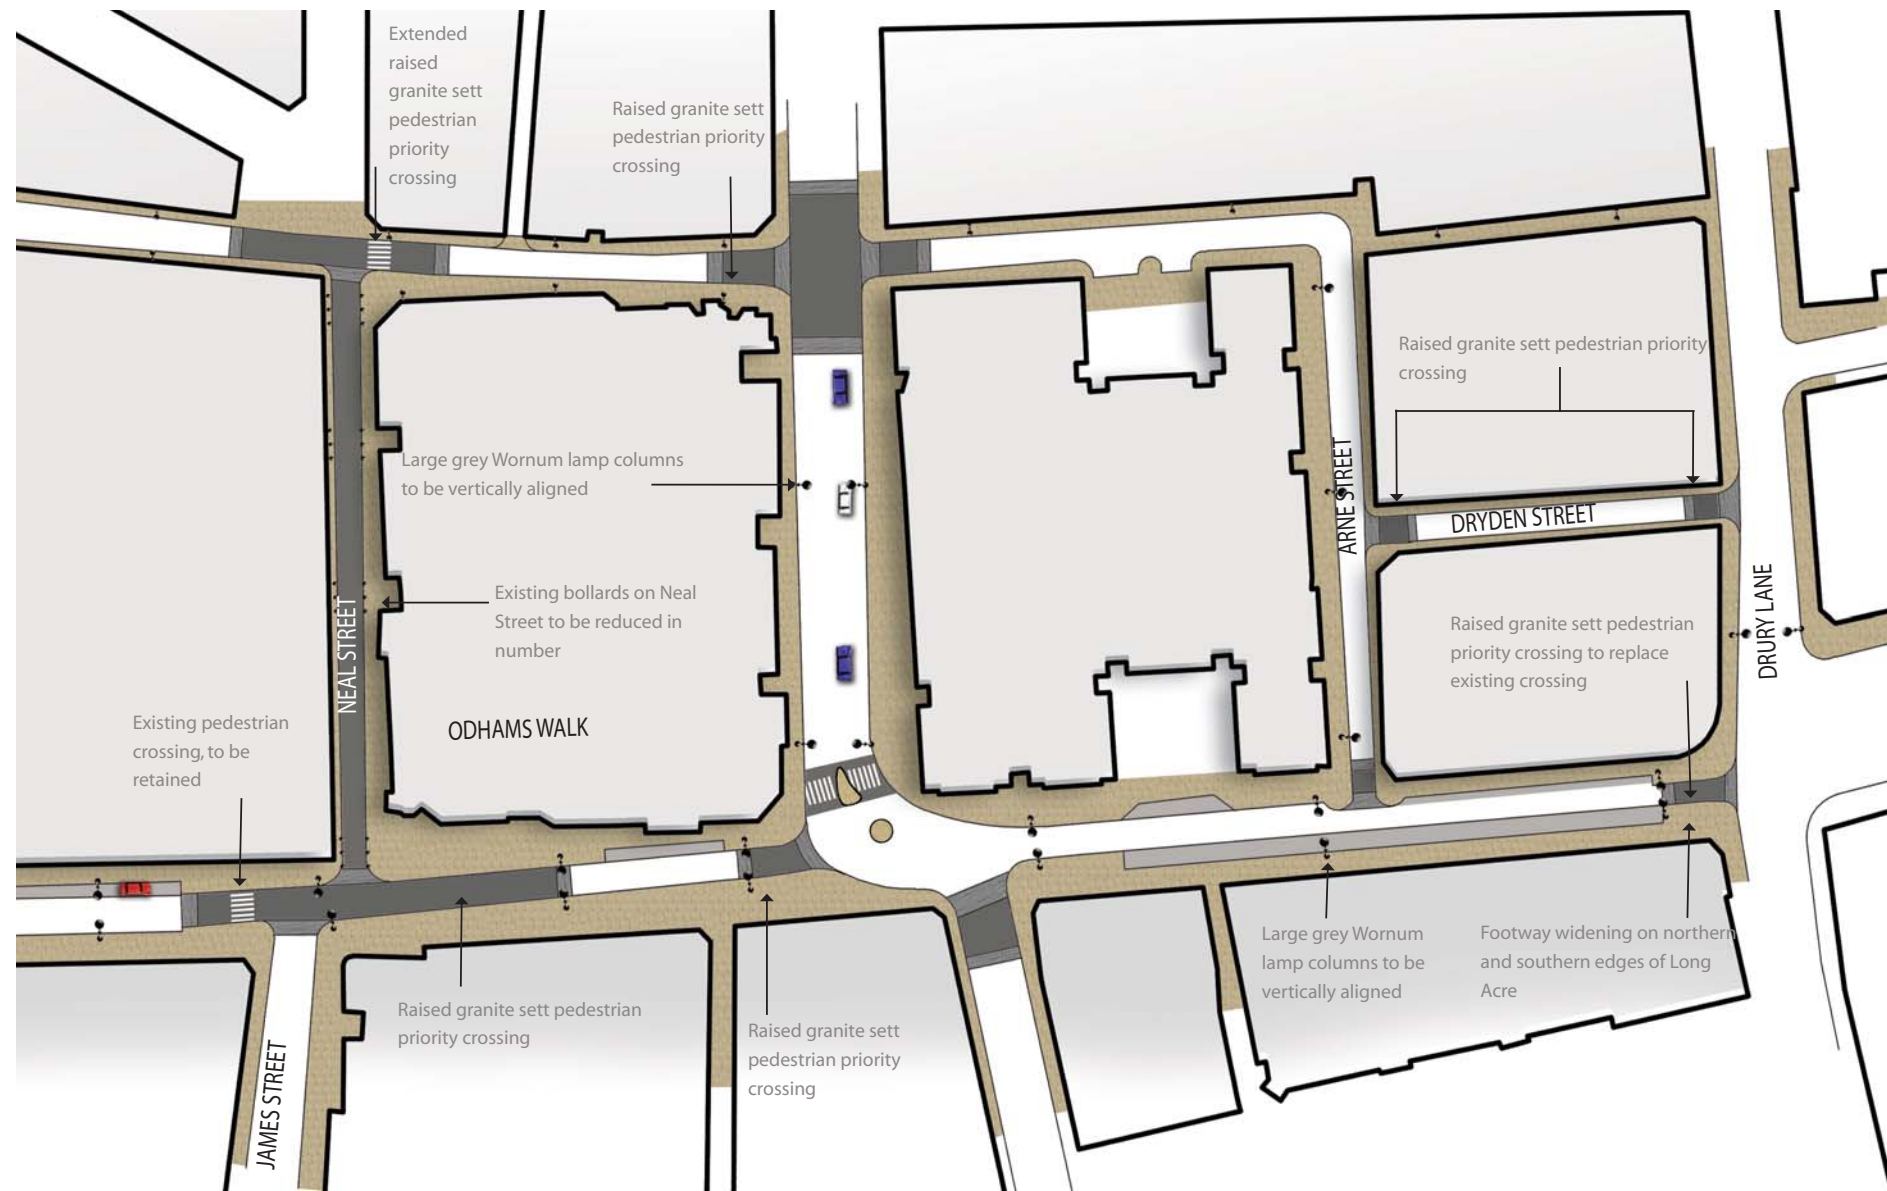 Extended
raised
granite sett
pedestrian
priority
crossing
Raised granite sett
pedestrian priority
crossing
Raised granite sett pedestrian priority
crossing
Large grey Wornum lamp columns
to be vertically aligned
ARNE STREET
DRYDEN STREET
Existing bollards on Neal
Street to be reduced in
number
NEAL STREET
DRURY LANE
Raised granite sett pedestrian
priority crossing to replace
existing crossing
Existing pedestrian
crossing, to be
retained
ODHAMS WALK
Large grey Wornum
lamp columns to be
vertically aligned
Footway widening on northern
and southern edges of Long
Acre
Raised granite sett pedestrian
priority crossing
Raised granite sett
pedestrian priority
crossing
JAMES STREET